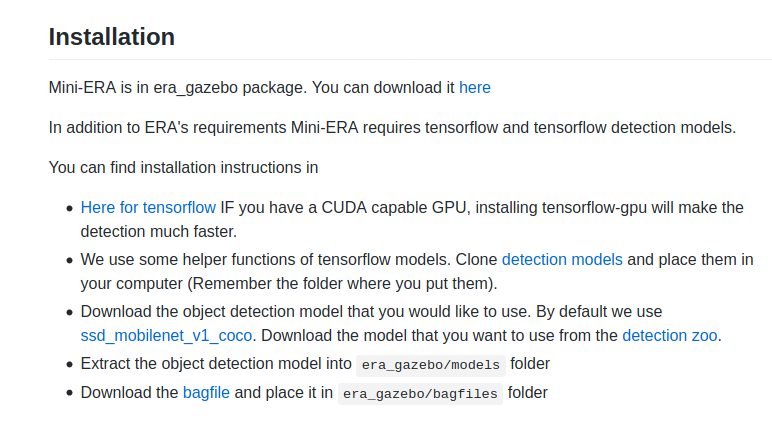 Installation
Mini-ERA is in era_gazebo package. You can download it here
In addition to ERA's requirements Mini-ERA requires tensorflow and tensorflow detection models.
You can find installation instructions in
Here for tensorflow IF you have a CUDA capable GPU, installing tensorflow-gpu will make the
detection much faster.
We use some helper functions of tensorflow models. Clone detection models and place them in
your computer (Remember the folder where you put them).
Download the object detection model that you would like to use. By default we use
ssd_mobilenet_v1_coco. Download the model that you want to use from the detection zoo.
Extract the object detection model into era_gazebo/models folder
Download the bagfile and place it in era_gazebo/bagfiles folder